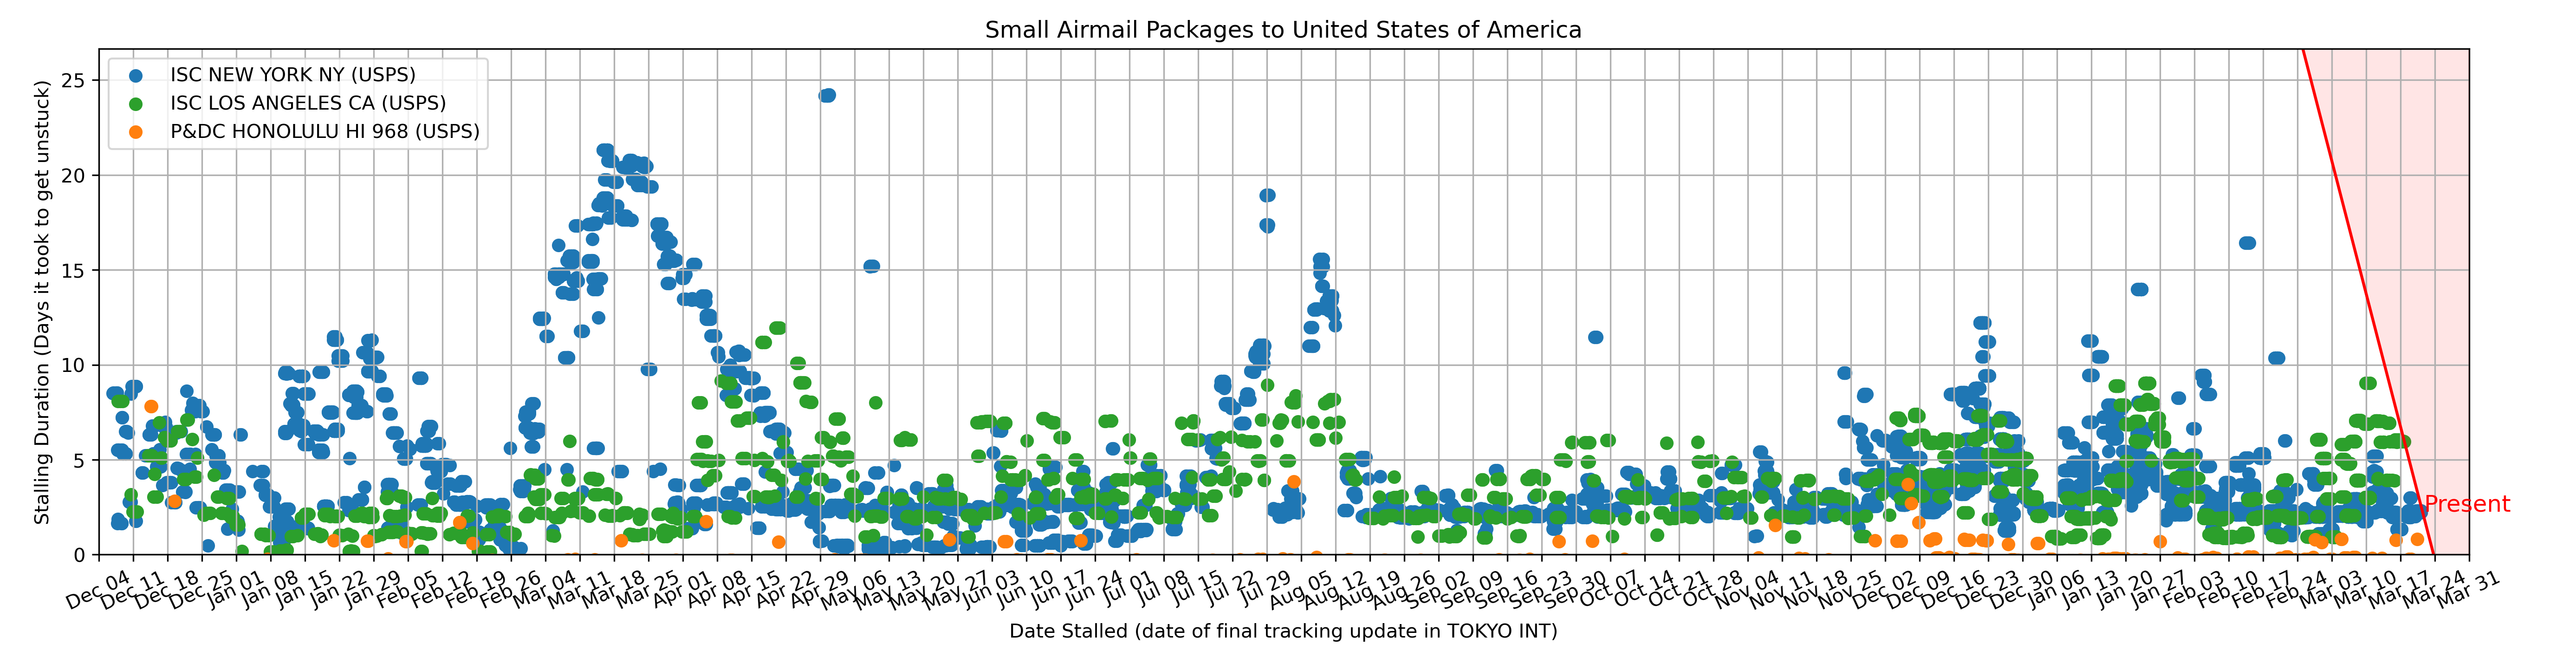 Small Airmail Packages to United States of America
ISC NEW YORK NY (USPS)
ISC LOS ANGELES CA (USPS)
P&DC HONOLULU HI 968 (USPS)
Stalling Duration (Days it took to get unstuck)
25
20
15
10
5
0
Present
Dec 04
Dec 11
Dec 18
Dec 25
Jan 01
Jan 08
Jan 15
Jan 22
Jan 29
Feb 05
Feb 12
Feb 19
Feb 26
Mar 04
Mar 11
Mar 18
Mar 25
Apr 01
Apr 08
Apr 15
Apr 22
Apr 29
May 06
May 13
May 20
May 27
Jun 03
Jun 10
Jun 17
Jun 24
Jul 01
Jul 08
Jul 15
Jul 22
Jul 29
Aug 05
Aug 12
Aug 19
Aug 26
Sep 02
Sep 09
Sep 16
Sep 23
Sep 30
Oct 07
Oct 14
Oct 21
Oct 28
Nov 04
Nov 11
Nov 18
Nov 25
Dec 02
Dec 09
Dec 16
Dec 23
Dec 30
Jan 06
Jan 13
Jan 20
Jan 27
Feb 03
Feb 10
Feb 17
Feb 24
Mar 03
Mar 10
Mar 17
Mar 24
Mar 31
Date Stalled (date of final tracking update in TOKYO INT)